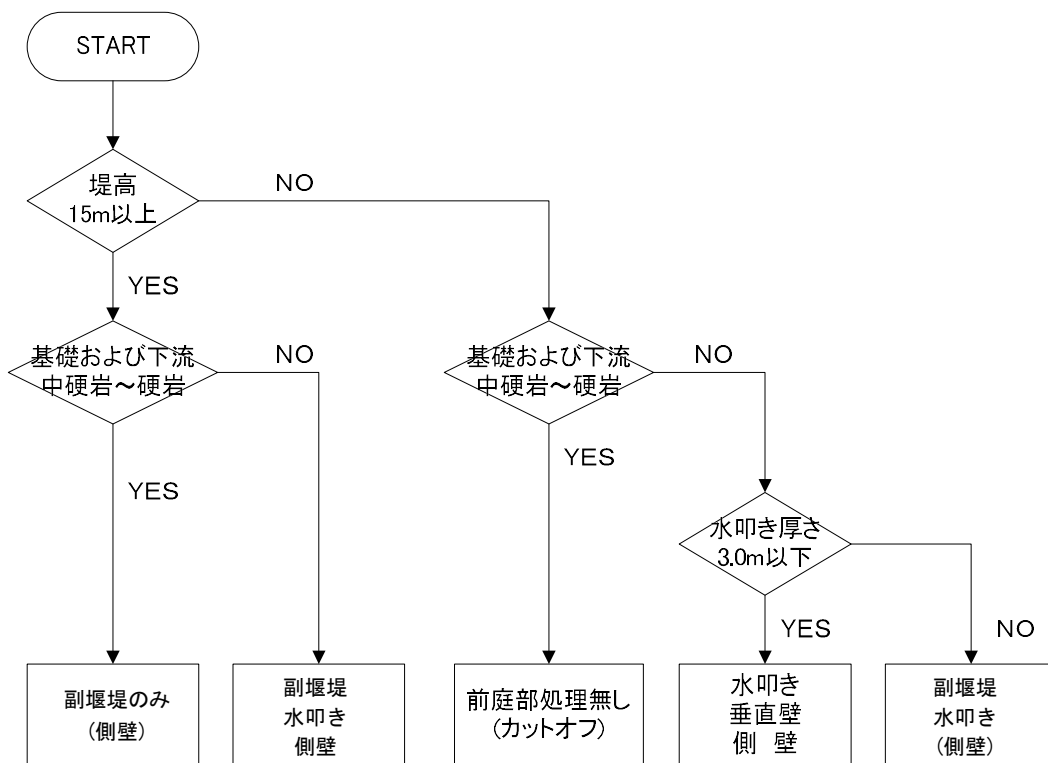 START
堤高
15m以上
NO
YES
基礎および下流
中硬岩～硬岩
NO
YES
基礎および下流
中硬岩～硬岩
NO
YES
水叩き厚さ
3.0m以下
YES
NO
副堰堤のみ
(側壁)
副堰堤
水叩き
側壁
前庭部処理無し
(カットオフ)
水叩き
垂直壁
側　壁
副堰堤
水叩き
(側壁)